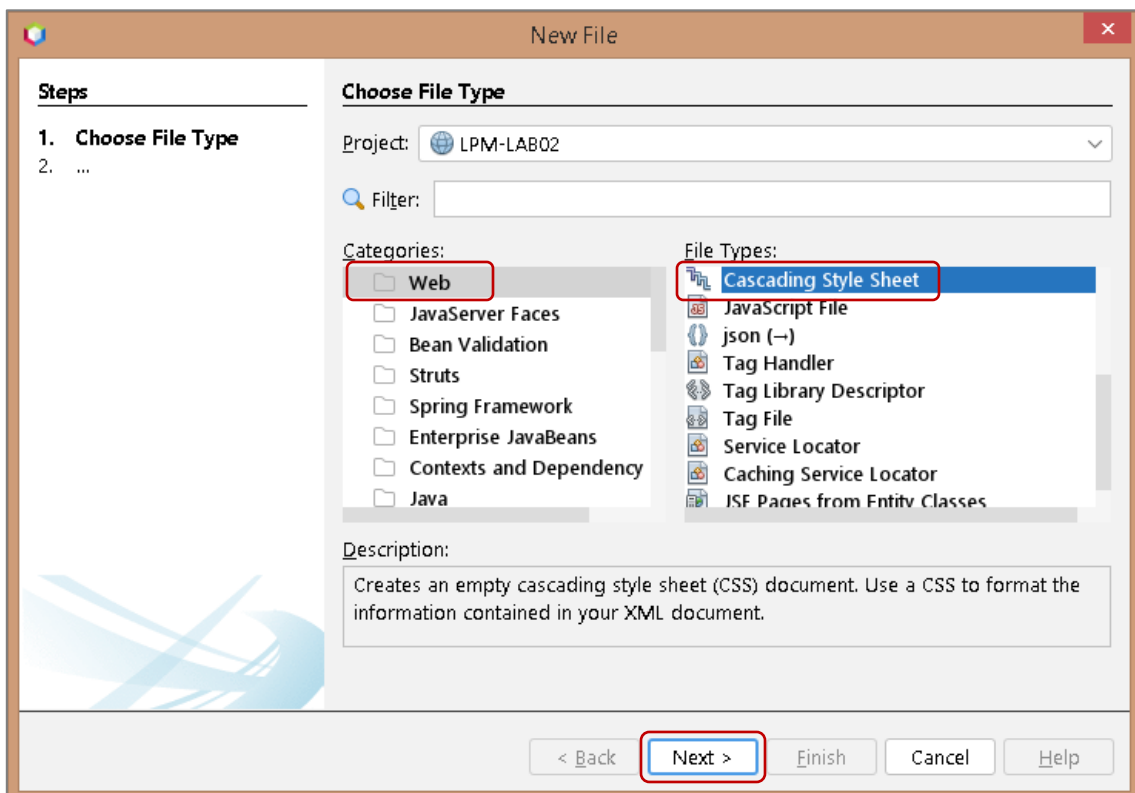 New File
Steps
1. Choose File Type
2. ...
Choose File Type
Project: LPM-LAB02
Filter:
Categories:
Web
JavaServer Faces
Bean Validation
Struts
Spring Framework
Enterprise JavaBeans
Contexts and Dependency
Java
File Types:
Cascading Style Sheet
JavaScript File
json (→)
Tag Handler
Tag Library Descriptor
Tag File
Service Locator
Caching Service Locator
JSF Pages from Entity Classes
Description:
Creates an empty cascading style sheet (CSS) document. Use a CSS to format the
information contained in your XML document.
< Back Next > Finish Cancel Help